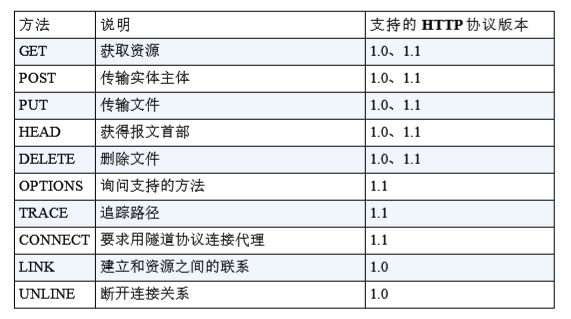 方法 说明 支持的 HTTP 协议版本
GET 获取资源 1.0、1.1
POST 传输实体主体 1.0、1.1
PUT 传输文件 1.0、1.1
HEAD 获得报文首部 1.0、1.1
DELETE 删除文件 1.0、1.1
OPTIONS 询问支持的方法 1.1
TRACE 追踪路径 1.1
CONNECT 要求用隧道协议连接代理 1.1
LINK 建立和资源之间的联系 1.0
UNLINE 断开连接关系 1.0